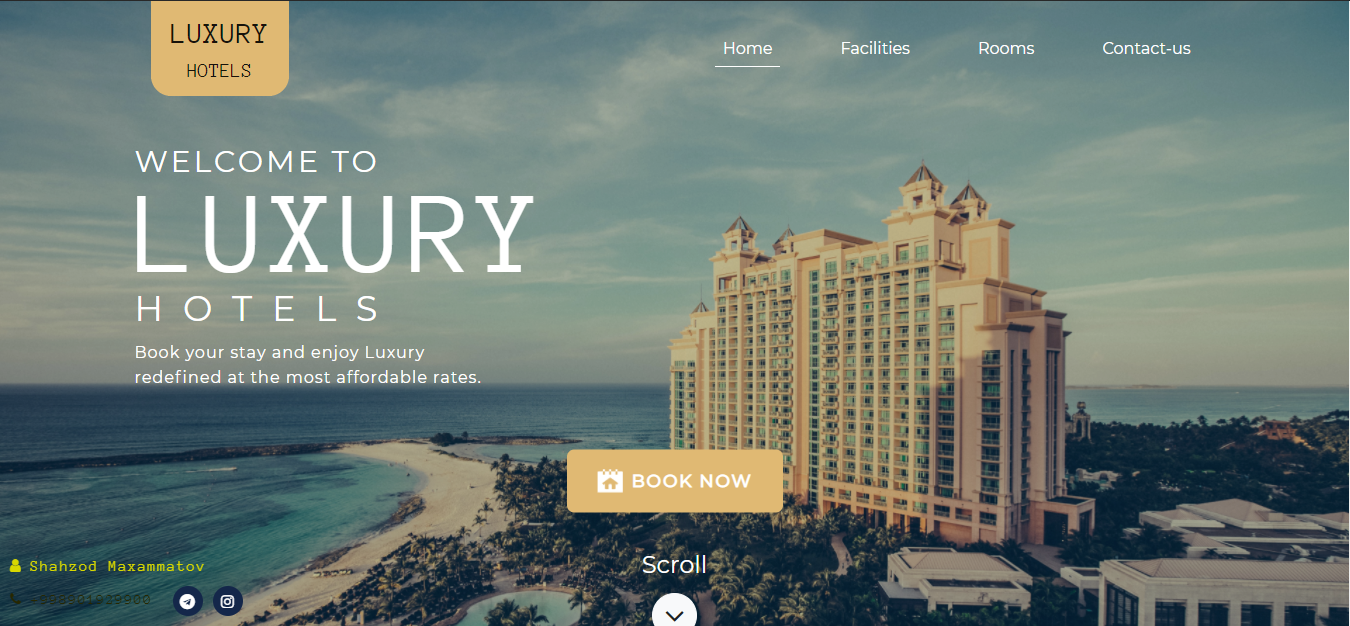 LUXURY
HOTELS
Home Facilities Rooms Contact-us
WELCOME TO
LUXURY
HOTELS
Book your stay and enjoy Luxury
redefined at the most affordable rates.
BOOK NOW
Scroll
Shahzod Maxammatov